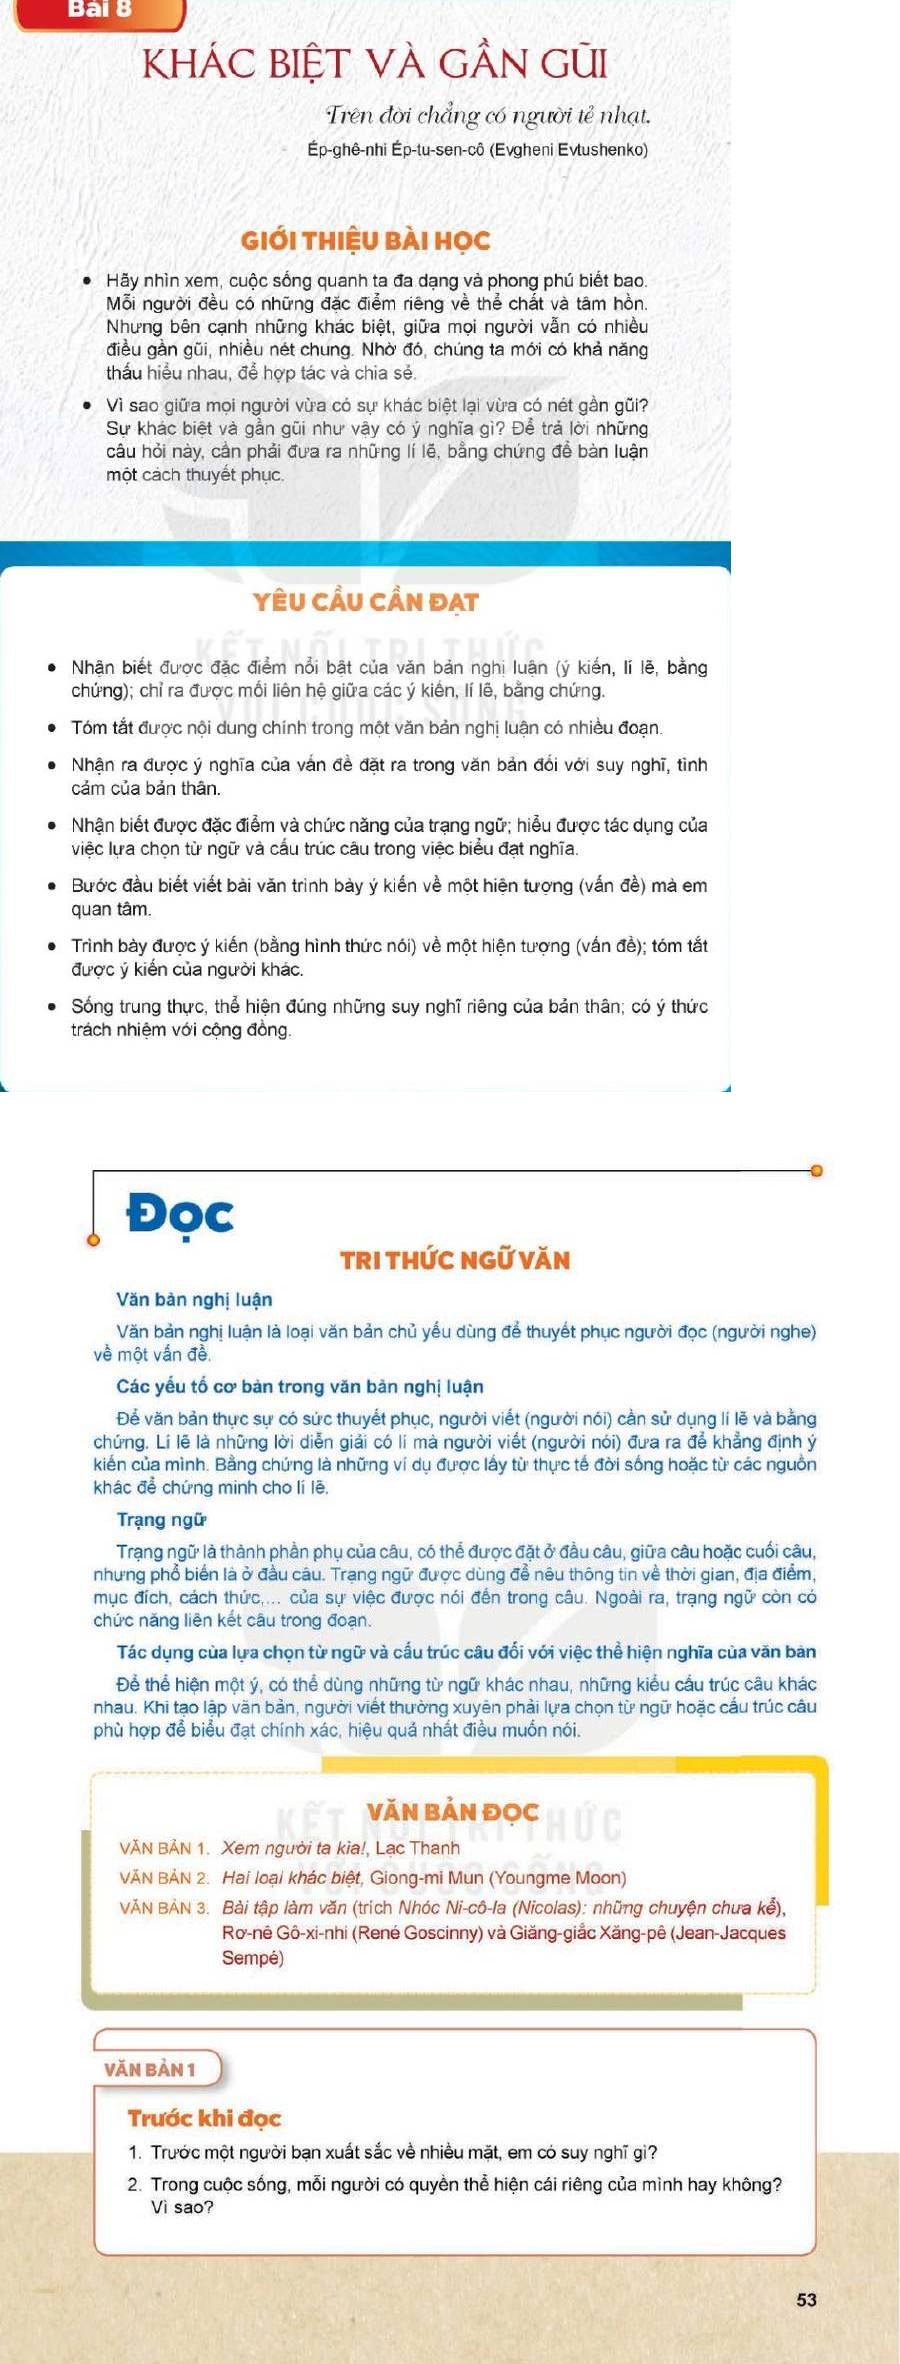 Bài 8
KHÁC BIỆT VÀ GẦN GŨI
Trên đời chẳng có người tẻ nhạt.
Ép-ghê-nhi Ép-tu-sen-cô (Evgheni Evtushenko)
GIỚI THIỆU BÀI HỌC
• Hãy nhìn xem, cuộc sống quanh ta đa dạng và phong phú biết bao.
Mỗi người đều có những đặc điểm riêng về thể chất và tâm hồn.
Nhưng bên cạnh những khác biệt, giữa mọi người vẫn có nhiều
điều gần gũi, nhiều nét chung. Nhờ đó, chúng ta mới có khả năng
thấu hiểu nhau, để hợp tác và chia sẻ.
• Vì sao giữa mọi người vừa có sự khác biệt lại vừa có nét gần gũi?
Sự khác biệt và gần gũi như vậy có ý nghĩa gì? Để trả lời những
câu hỏi này, cần phải đưa ra những lí lẽ, bằng chứng để bàn luận
một cách thuyết phục.
YÊU CẦU CẦN ĐẠT
KẾT NỐI TRI THỨC
VỚI CUỘC SỐNG
• Nhận biết được đặc điểm nổi bật của văn bản nghị luận (ý kiến, lí lẽ, bằng
chứng); chỉ ra được mối liên hệ giữa các ý kiến, lí lẽ, bằng chứng.
• Tóm tắt được nội dung chính trong một văn bản nghị luận có nhiều đoạn.
• Nhận ra được ý nghĩa của vấn đề đặt ra trong văn bản đối với suy nghĩ, tình
cảm của bản thân.
• Nhận biết được đặc điểm và chức năng của trạng ngữ; hiểu được tác dụng của
việc lựa chọn từ ngữ và cấu trúc câu trong việc biểu đạt nghĩa.
• Bước đầu biết viết bài văn trình bày ý kiến về một hiện tượng (vấn đề) mà em
quan tâm.
• Trình bày được ý kiến (bằng hình thức nói) về một hiện tượng (vấn đề); tóm tắt
được ý kiến của người khác.
• Sống trung thực, thể hiện đúng những suy nghĩ riêng của bản thân; có ý thức
trách nhiệm với cộng đồng.
Đọc
TRI THỨC NGỮ VĂN
Văn bản nghị luận
Văn bản nghị luận là loại văn bản chủ yếu dùng để thuyết phục người đọc (người nghe)
về một vấn đề.
Các yếu tố cơ bản trong văn bản nghị luận
Để văn bản thực sự có sức thuyết phục, người viết (người nói) cần sử dụng lí lẽ và bằng
chứng. Lí lẽ là những lời diễn giải có lí mà người viết (người nói) đưa ra để khẳng định ý
kiến của mình. Bằng chứng là những ví dụ được lấy từ thực tế đời sống hoặc từ các nguồn
khác để chứng minh cho lí lẽ.
Trạng ngữ
Trạng ngữ là thành phần phụ của câu, có thể được đặt ở đầu câu, giữa câu hoặc cuối câu,
nhưng phổ biến là ở đầu câu. Trạng ngữ được dùng để nêu thông tin về thời gian, địa điểm,
mục đích, cách thức,... của sự việc được nói đến trong câu. Ngoài ra, trạng ngữ còn có
chức năng liên kết câu trong đoạn.
Tác dụng của lựa chọn từ ngữ và cấu trúc câu đối với việc thể hiện nghĩa của văn bản
Để thể hiện một ý, có thể dùng những từ ngữ khác nhau, những kiểu cấu trúc câu khác
nhau. Khi tạo lập văn bản, người viết thường xuyên phải lựa chọn từ ngữ hoặc cấu trúc câu
phù hợp để biểu đạt chính xác, hiệu quả nhất điều muốn nói.
VĂN BẢN ĐỌC
KẾT NỐI TRI THỨC
VỚI CUỘC SỐNG
VĂN BẢN 1. Xem người ta kìa!, Lạc Thanh
VĂN BẢN 2. Hai loại khác biệt, Giong-mi Mun (Youngme Moon)
VĂN BẢN 3. Bài tập làm văn (trích Nhóc Ni-cô-la (Nicolas): những chuyện chưa kể),
Rơ-nê Gô-xi-nhi (René Goscinny) và Giăng-giắc Xăng-pê (Jean-Jacques
Sempé)
VĂN BẢN 1
Trước khi đọc
1. Trước một người bạn xuất sắc về nhiều mặt, em có suy nghĩ gì?
2. Trong cuộc sống, mỗi người có quyền thể hiện cái riêng của mình hay không?
Vì sao?
53